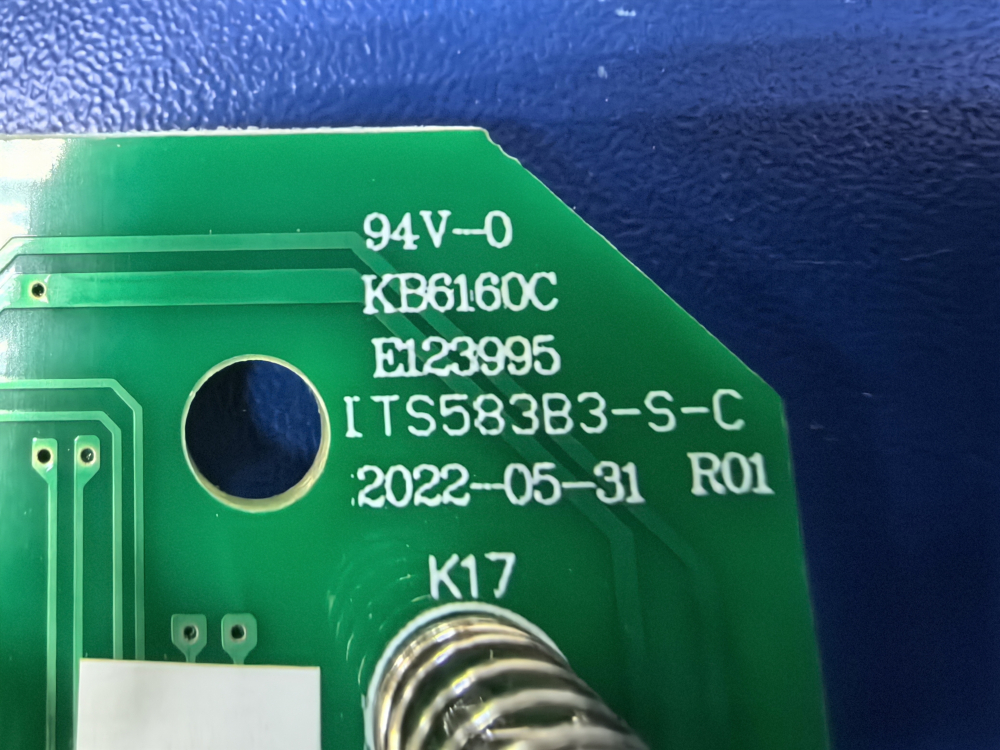 94V-0
KB6160C
E123995
ITS583B3-S-C
2022-05-31 R01
K17